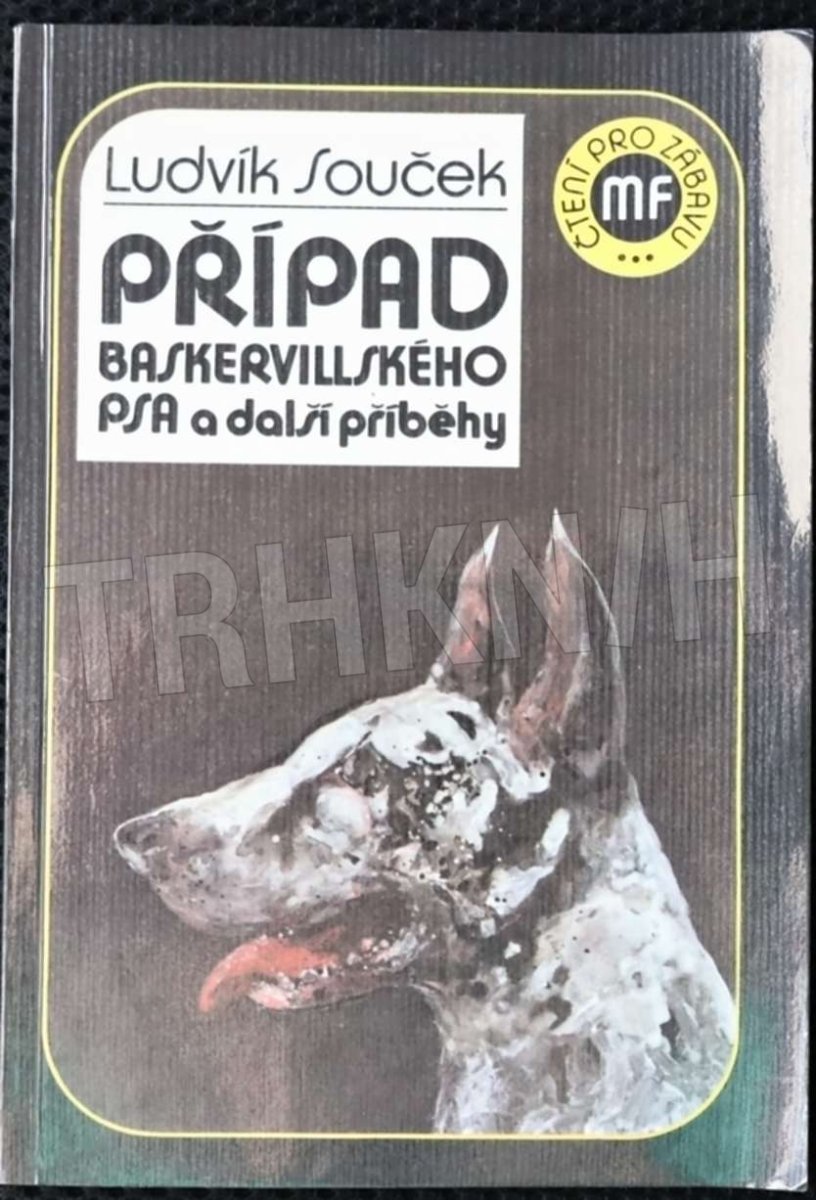 Ludvík Souček
PŘÍPAD
BASKERVILLSKÉHO
PSA a další příběhy
ČTENÍ PRO ZÁBAVU ...
MF
TRHKNIH